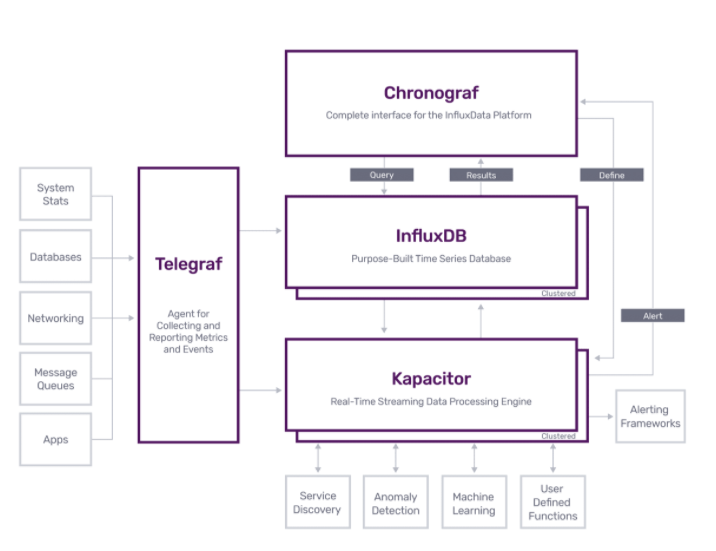 Chronograf
Complete interface for the InfluxData Platform
Query
Results
Define
System
Stats
Databases
Networking
Message
Queues
Apps
Telegraf
Agent for
Collecting and
Reporting Metrics
and Events
InfluxDB
Purpose-Built Time Series Database
Clustered
Alert
Kapacitor
Real-Time Streaming Data Processing Engine
Clustered
Alerting
Frameworks
Service
Discovery
Anomaly
Detection
Machine
Learning
User
Defined
Functions